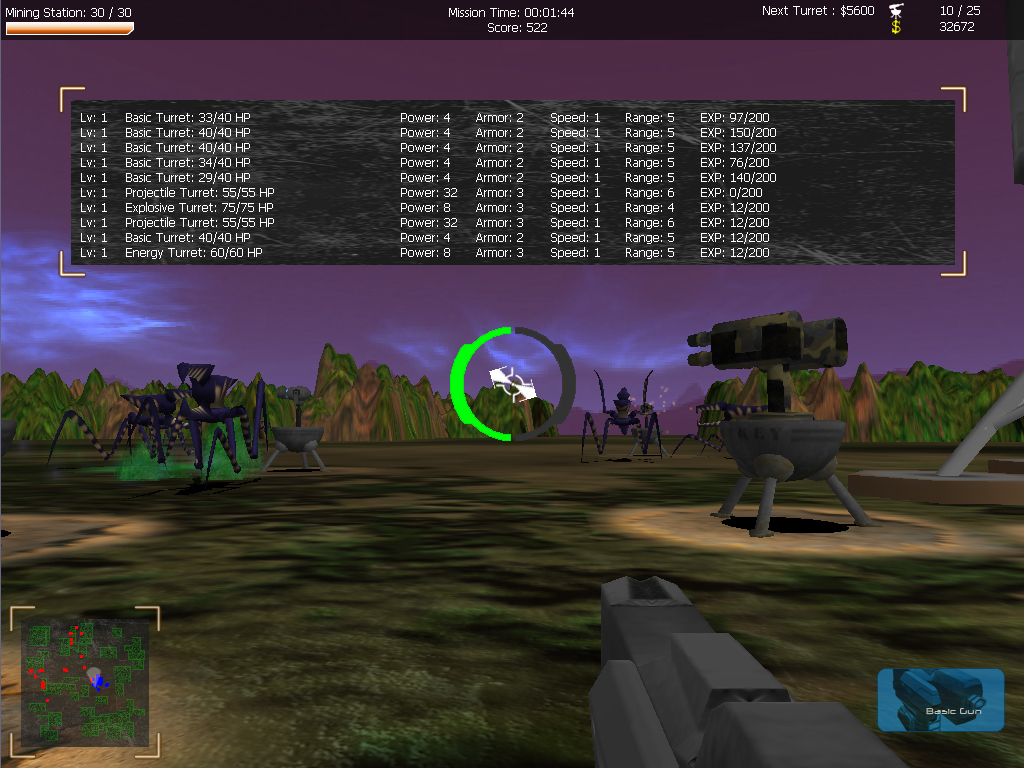 Mining Station: 30 / 30
Mission Time: 00:01:44
Score: 522
Next Turret : $5600
10 / 25
$
32672
Lv: 1 Basic Turret: 33/40 HP Power: 4 Armor: 2 Speed: 1 Range: 5 EXP: 97/200
Lv: 1 Basic Turret: 40/40 HP Power: 4 Armor: 2 Speed: 1 Range: 5 EXP: 150/200
Lv: 1 Basic Turret: 40/40 HP Power: 4 Armor: 2 Speed: 1 Range: 5 EXP: 137/200
Lv: 1 Basic Turret: 34/40 HP Power: 4 Armor: 2 Speed: 1 Range: 5 EXP: 76/200
Lv: 1 Basic Turret: 29/40 HP Power: 4 Armor: 2 Speed: 1 Range: 5 EXP: 140/200
Lv: 1 Projectile Turret: 55/55 HP Power: 32 Armor: 3 Speed: 1 Range: 6 EXP: 0/200
Lv: 1 Explosive Turret: 75/75 HP Power: 8 Armor: 3 Speed: 1 Range: 4 EXP: 12/200
Lv: 1 Projectile Turret: 55/55 HP Power: 32 Armor: 3 Speed: 1 Range: 6 EXP: 12/200
Lv: 1 Basic Turret: 40/40 HP Power: 4 Armor: 2 Speed: 1 Range: 5 EXP: 12/200
Lv: 1 Energy Turret: 60/60 HP Power: 8 Armor: 3 Speed: 1 Range: 5 EXP: 12/200
Basic Gun